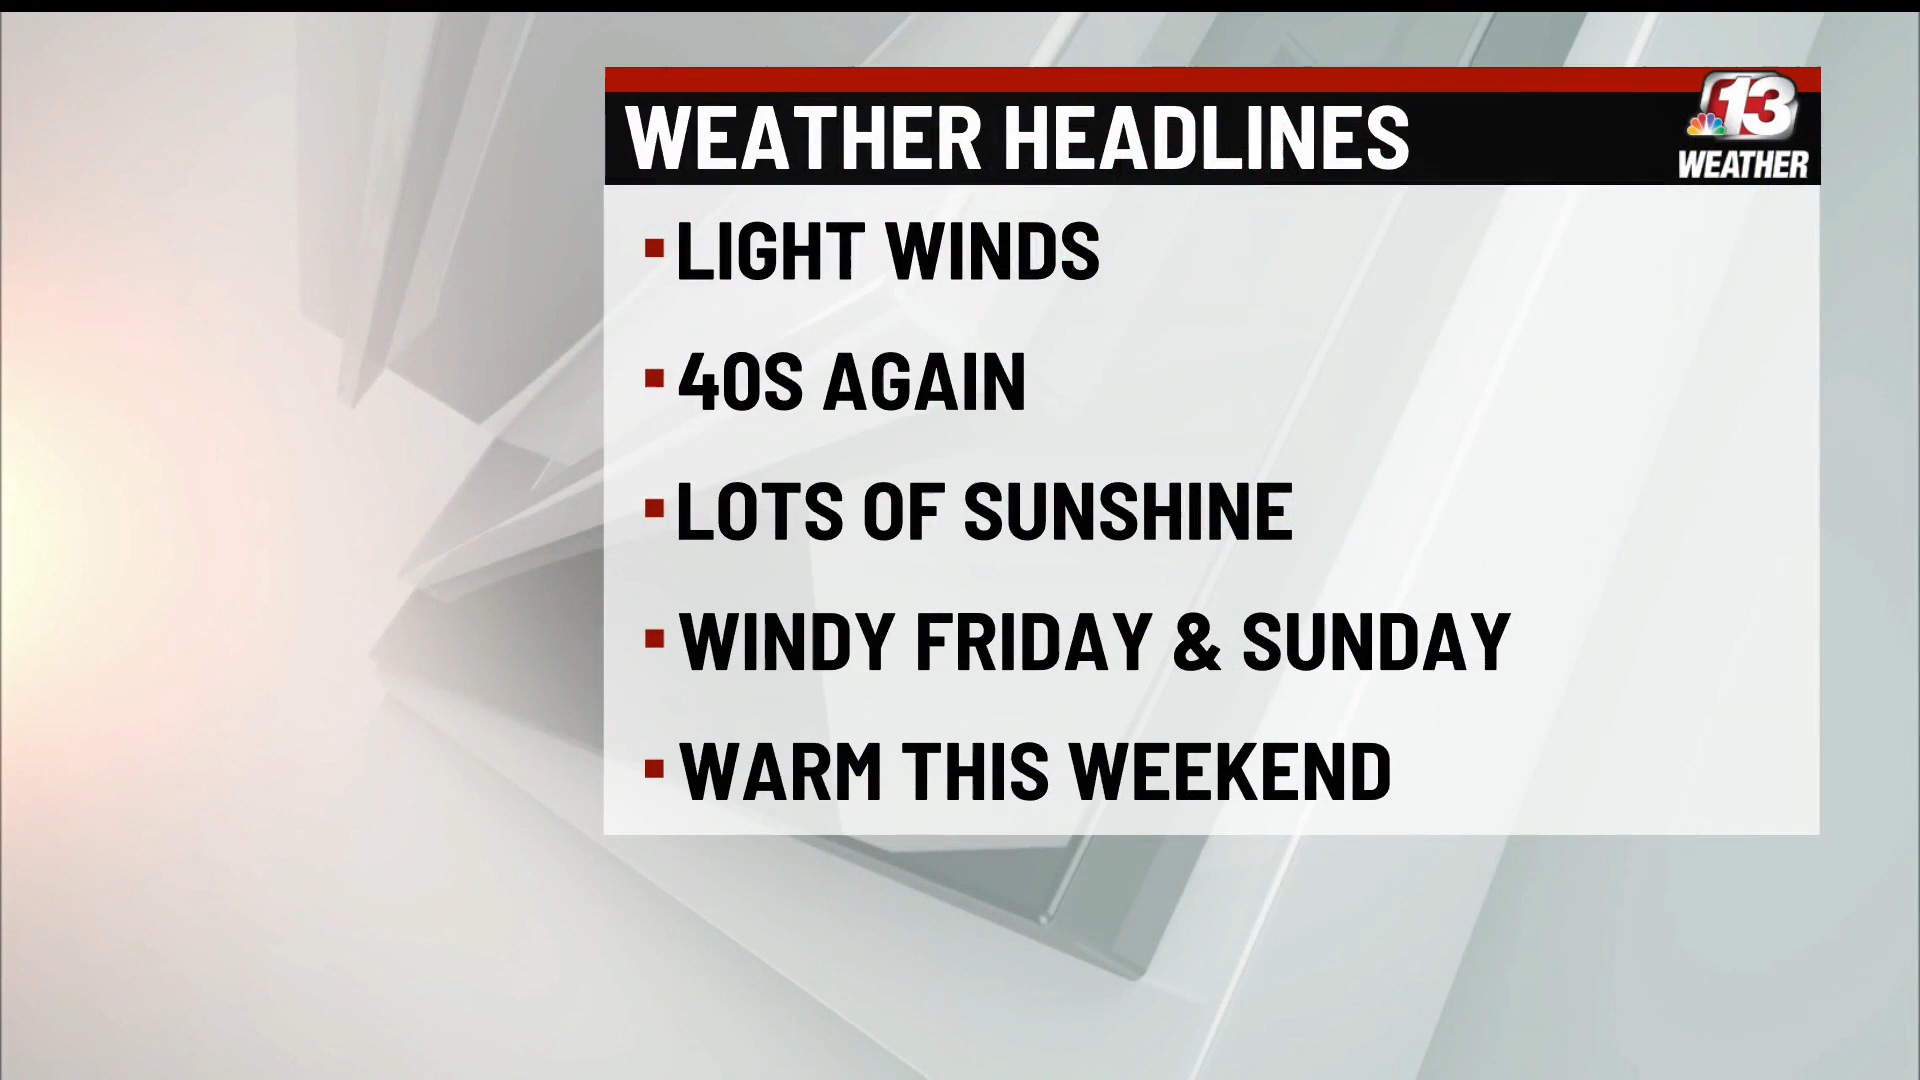 WEATHER HEADLINES
13
WEATHER
LIGHT WINDS
40S AGAIN
LOTS OF SUNSHINE
WINDY FRIDAY & SUNDAY
WARM THIS WEEKEND